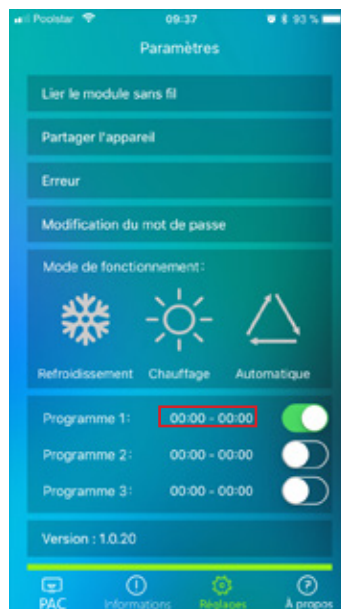 Poolstar 09:37 93 %
Paramètres
Lier le module sans fil
Partager l'appareil
Erreur
Modification du mot de passe
Mode de fonctionnement:
Refroidissement Chauffage Automatique
Programme 1: 00:00 - 00:00
Programme 2: 00:00 - 00:00
Programme 3: 00:00 - 00:00
Version : 1.0.20
PAC Informations Réglages À propos